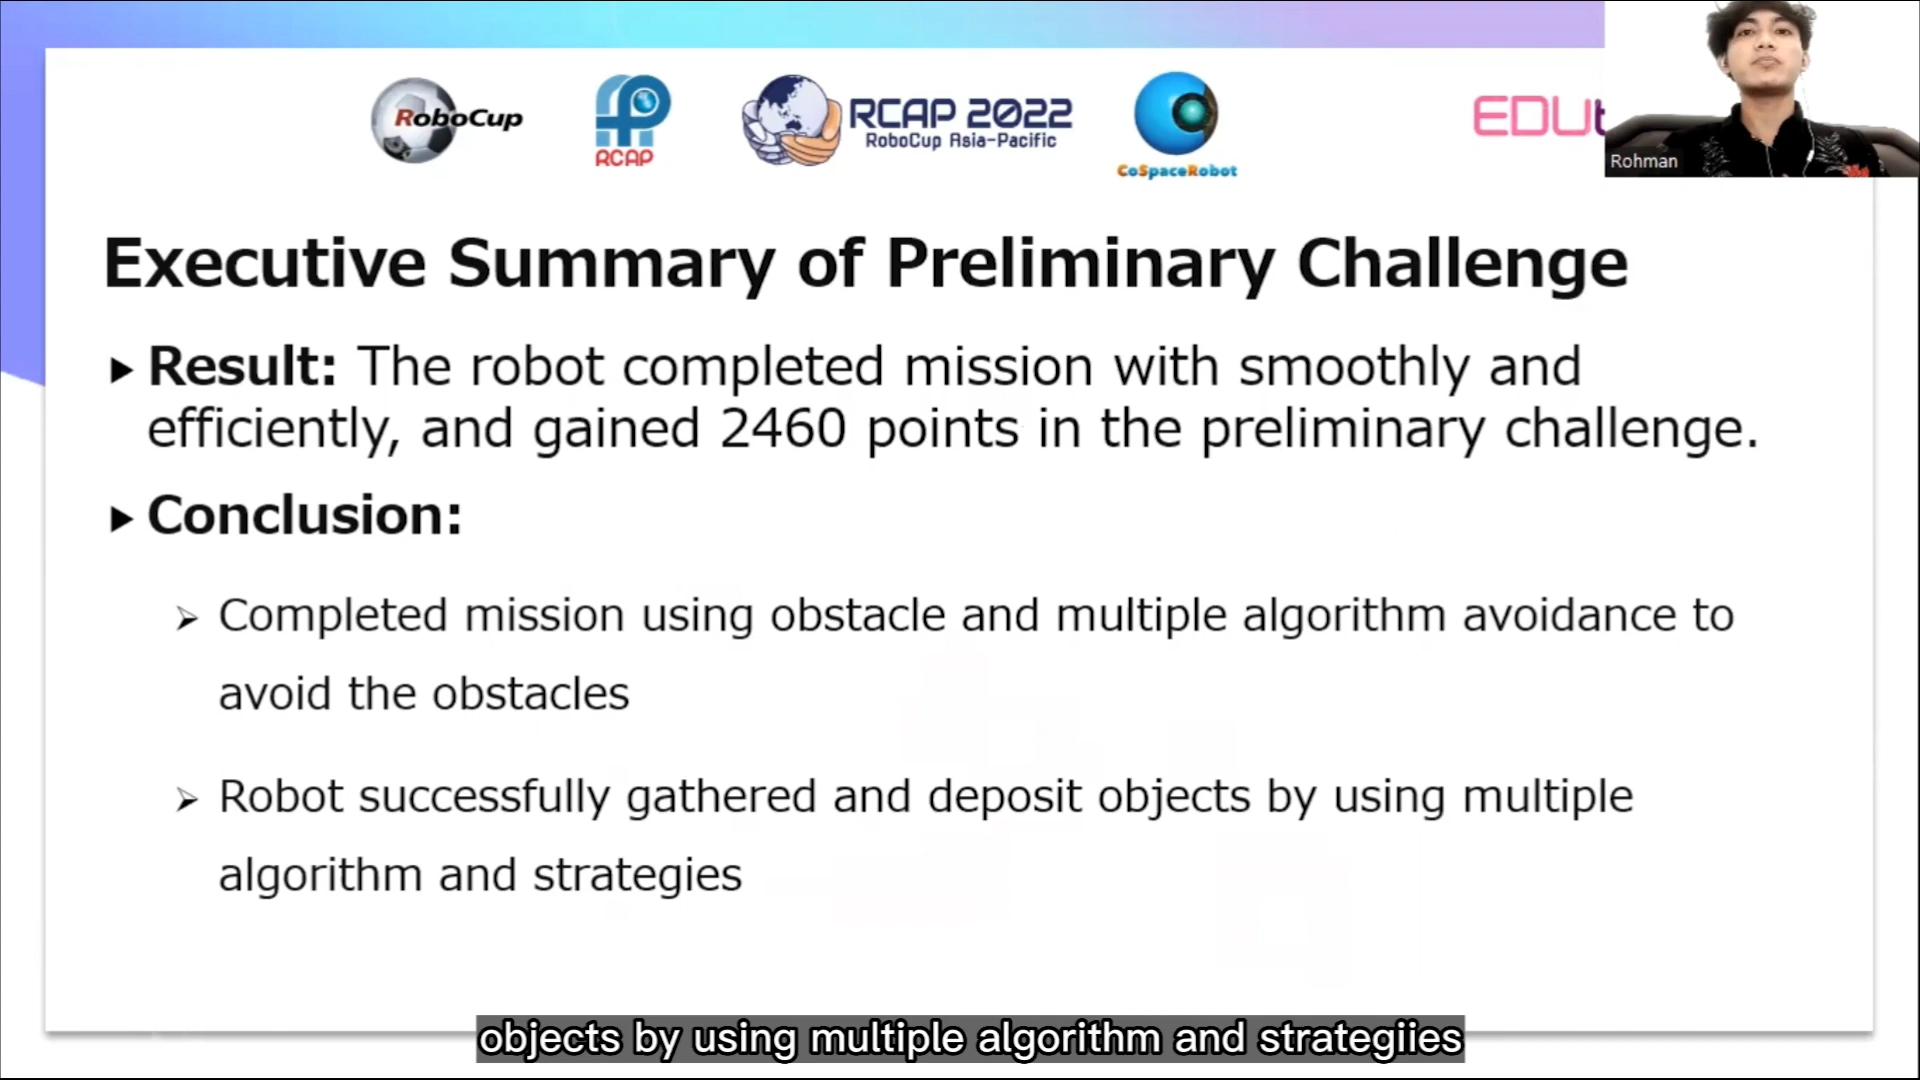 RoboCup
RCAP
RCAP 2022
RoboCup Asia-Pacific
CoSpaceRobot
EDU
Rohman
Executive Summary of Preliminary Challenge
Result: The robot completed mission with smoothly and
efficiently, and gained 2460 points in the preliminary challenge.
Conclusion:
Completed mission using obstacle and multiple algorithm avoidance to
avoid the obstacles
Robot successfully gathered and deposit objects by using multiple
algorithm and strategies
objects by using multiple algorithm and strategiies